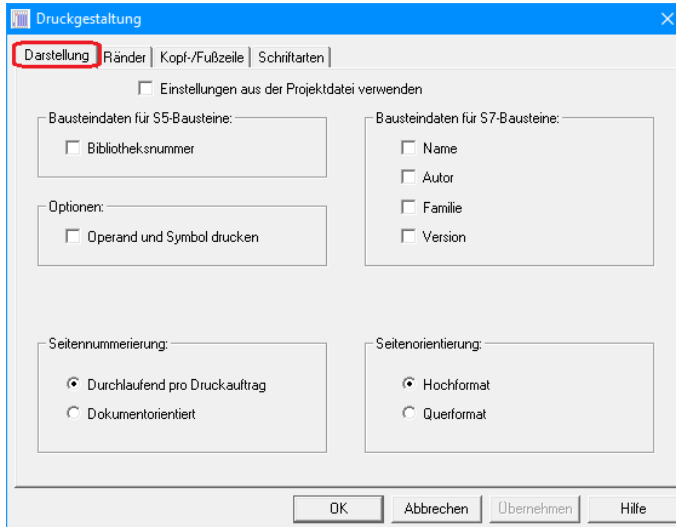 Druckgestaltung
Darstellung Ränder Kopf-/Fußzeile Schriftarten
Einstellungen aus der Projektdatei verwenden
Bausteindaten für S5-Bausteine:
Bibliotheksnummer
Optionen:
Operand und Symbol drucken
Bausteindaten für S7-Bausteine:
Name
Autor
Familie
Version
Seitennummerierung:
Durchlaufend pro Druckauftrag
Dokumentorientiert
Seitenorientierung:
Hochformat
Querformat
OK Abbrechen Übernehmen Hilfe